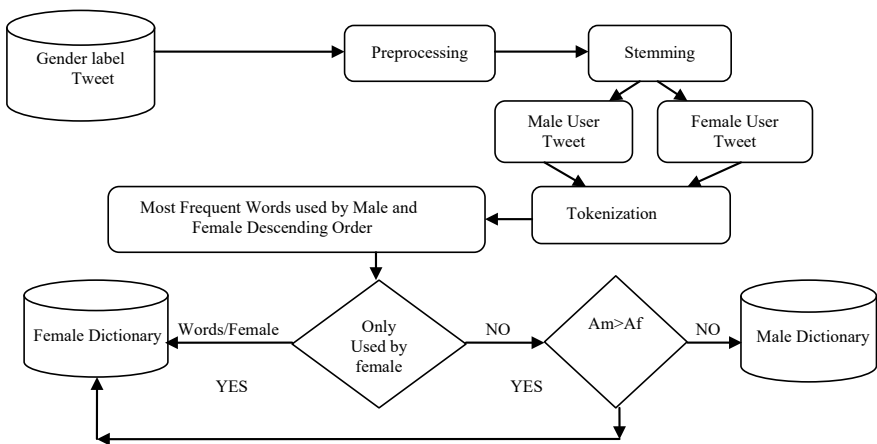 Gender label
Tweet
Preprocessing
Stemming
Male User
Tweet
Female User
Tweet
Most Frequent Words used by Male and
Female Descending Order
Tokenization
Female Dictionary
Words/Female
Only
Used by
female
NO
Am>Af
NO
Male Dictionary
YES
YES